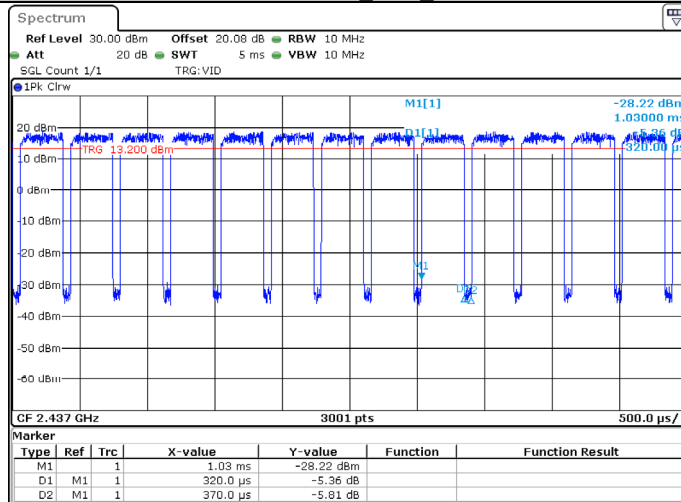 Spectrum
Ref Level 30.00 dBm Offset 20.08 dB RBW 10 MHz
Att 20 dB SWT 5 ms VBW 10 MHz
SGL Count 1/1 TRG:VID
1Pk Clrw
M1[1] -28.22 dBm
1.03000 ms
20 dBm D1[1] -5.36 dB
TRG 13.200 dBm 320.00 µs
10 dBm
0 dBm
-10 dBm
-20 dBm
M1
-30 dBm
-40 dBm
-50 dBm
-60 dBm
CF 2.437 GHz 3001 pts 500.0 µs/
Marker
Type Ref Trc X-value Y-value Function Function Result
M1 1 1.03 ms -28.22 dBm
D1 M1 1 320.0 µs -5.36 dB
D2 M1 1 370.0 µs -5.81 dB